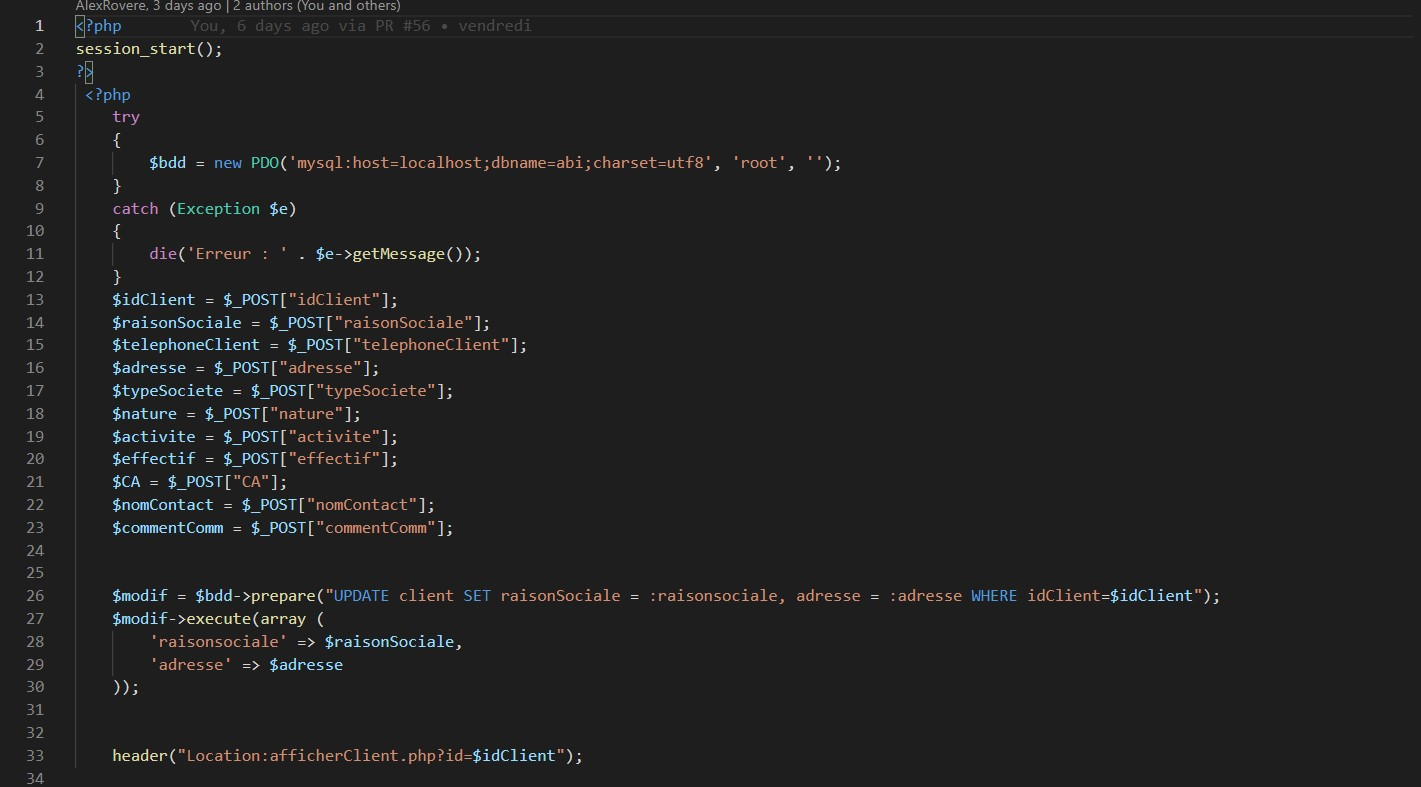 AlexRovere, 3 days ago | 2 authors (You and others)
1 <?php You, 6 days ago via PR #56 • vendredi
2 session_start();
3 ?>
4 <?php
5 try
6 {
7 $bdd = new PDO('mysql:host=localhost;dbname=abi;charset=utf8', 'root', '');
8 }
9 catch (Exception $e)
10 {
11 die('Erreur : ' . $e->getMessage());
12 }
13 $idClient = $_POST["idClient"];
14 $raisonSociale = $_POST["raisonSociale"];
15 $telephoneClient = $_POST["telephoneClient"];
16 $adresse = $_POST["adresse"];
17 $typeSociete = $_POST["typeSociete"];
18 $nature = $_POST["nature"];
19 $activite = $_POST["activite"];
20 $effectif = $_POST["effectif"];
21 $CA = $_POST["CA"];
22 $nomContact = $_POST["nomContact"];
23 $commentComm = $_POST["commentComm"];
24
25
26 $modif = $bdd->prepare("UPDATE client SET raisonSociale = :raisonsociale, adresse = :adresse WHERE idClient=$idClient");
27 $modif->execute(array (
28 'raisonsociale' => $raisonSociale,
29 'adresse' => $adresse
30 ));
31
32
33 header("Location:afficherClient.php?id=$idClient");
34